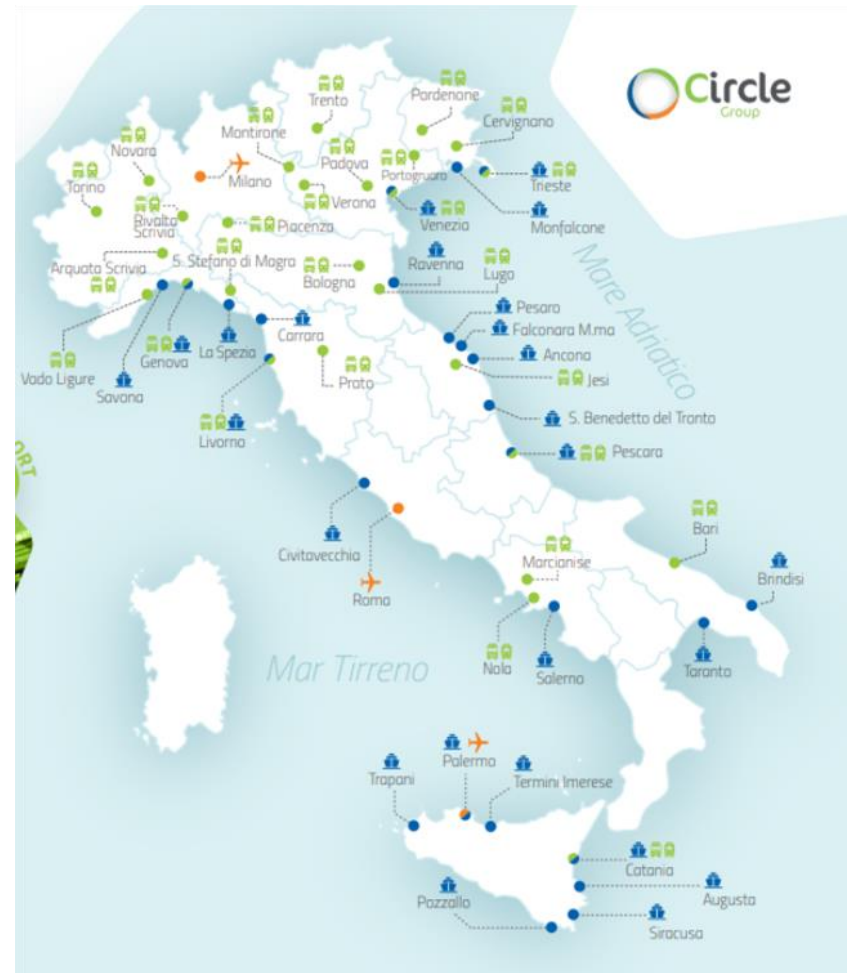 Circle
Group
Pordenone
Trento
Cervignano
Montirone
Novara
Padova
Portogruaro
Trieste
Torino
Milano
Verona
Venezia
Monfalcone
Rivalta
Scrivia
Piacenza
Ravenna
Arquata Scrivia
S. Stefano di Magra
Bologna
Lugo
Mare Adriatico
Pesaro
Falconara M.ma
Ancona
Carrara
La Spezia
Genova
Vado Ligure
Savona
Prato
Jesi
Livorno
S. Benedetto del Tronto
Pescara
ORT
Civitavecchia
Roma
Marcianise
Bari
Brindisi
Nola
Salerno
Taranto
Mar Tirreno
Palermo
Trapani
Termini Imerese
Catania
Augusta
Pozzallo
Siracusa